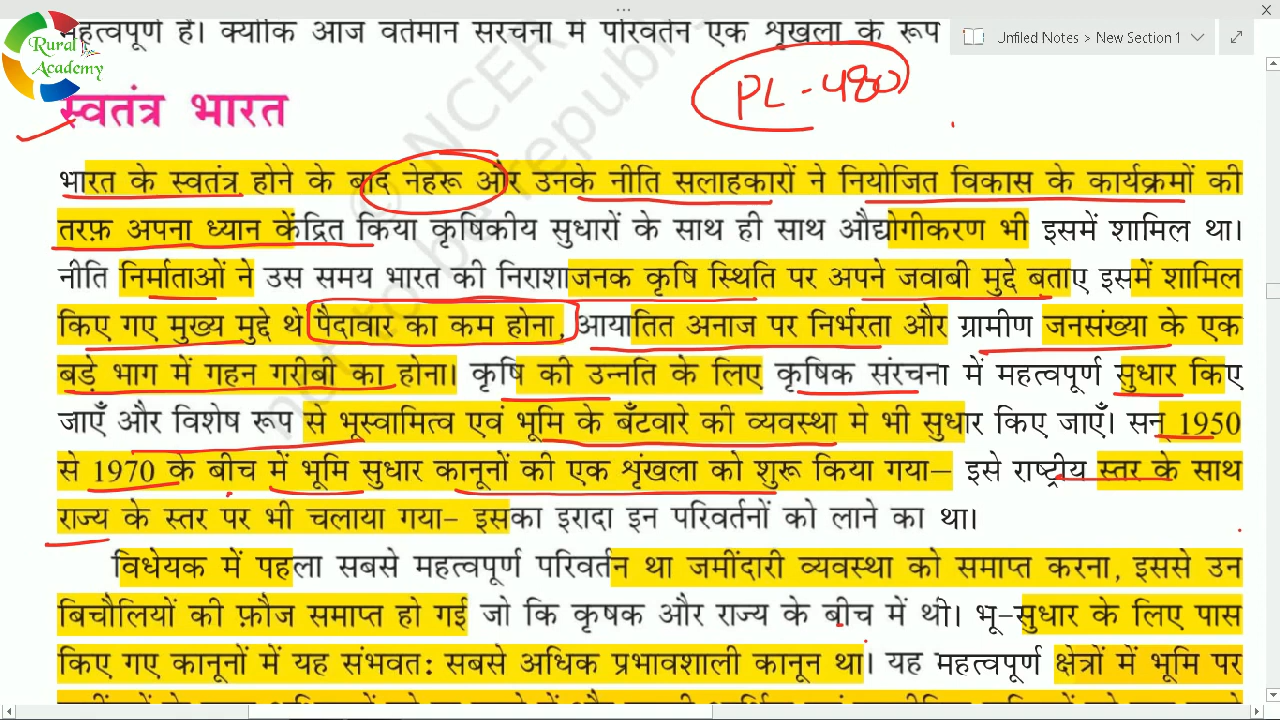 महत्वपूर्ण है। क्योंकि आज वर्तमान संरचना में परिवर्तन एक शृंखला के रूप
Unfiled Notes > New Section 1
Rural
Academy
PL-480
स्वतंत्र भारत
भारत के स्वतंत्र होने के बाद नेहरू और उनके नीति सलाहकारों ने नियोजित विकास के कार्यक्रमों की
तरफ़ अपना ध्यान केंद्रित किया कृषिकीय सुधारों के साथ ही साथ औद्योगीकरण भी इसमें शामिल था।
नीति निर्माताओं ने उस समय भारत की निराशाजनक कृषि स्थिति पर अपने जवाबी मुद्दे बताए इसमें शामिल
किए गए मुख्य मुद्दे थे पैदावार का कम होना, आयातित अनाज पर निर्भरता और ग्रामीण जनसंख्या के एक
बड़े भाग में गहन गरीबी का होना। कृषि की उन्नति के लिए कृषिक संरचना में महत्वपूर्ण सुधार किए
जाएँ और विशेष रूप से भूस्वामित्व एवं भूमि के बँटवारे की व्यवस्था मे भी सुधार किए जाएँ। सन् 1950
से 1970 के बीच में भूमि सुधार कानूनों की एक शृंखला को शुरू किया गया– इसे राष्ट्रीय स्तर के साथ
राज्य के स्तर पर भी चलाया गया– इसका इरादा इन परिवर्तनों को लाने का था।
विधेयक में पहला सबसे महत्वपूर्ण परिवर्तन था जमींदारी व्यवस्था को समाप्त करना, इससे उन
बिचौलियों की फ़ौज समाप्त हो गई जो कि कृषक और राज्य के बीच में थी। भू-सुधार के लिए पास
किए गए कानूनों में यह संभवत: सबसे अधिक प्रभावशाली कानून था। यह महत्वपूर्ण क्षेत्रों में भूमि पर